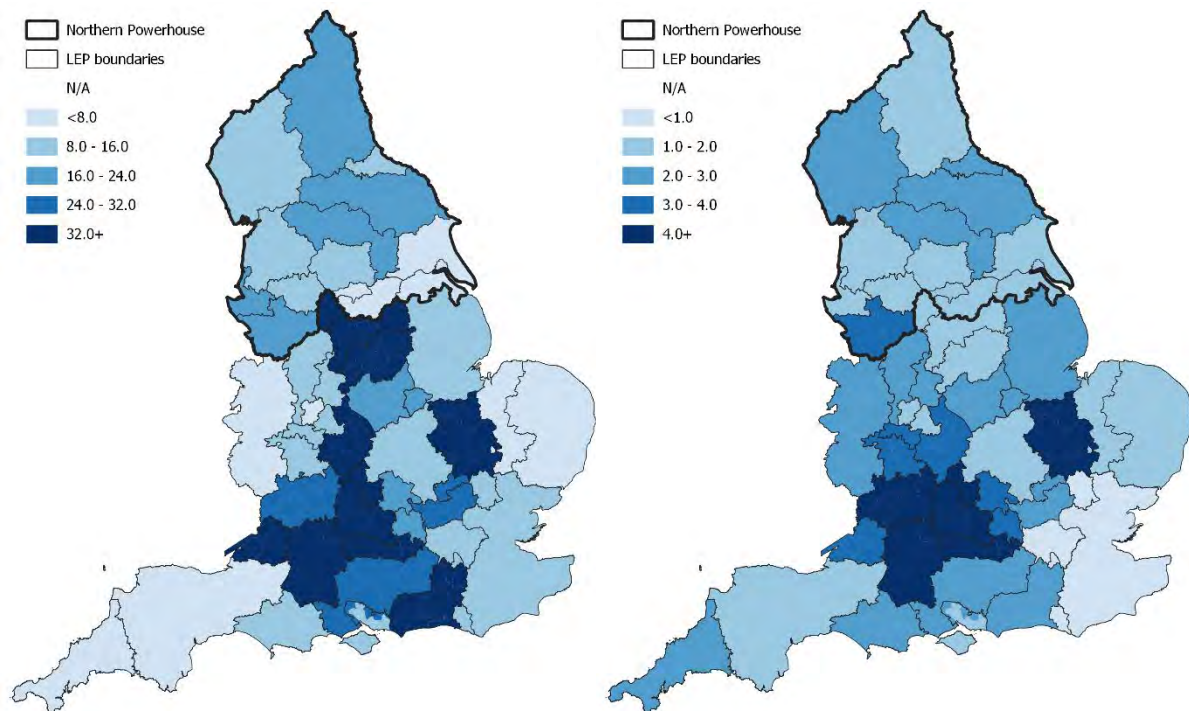 Northern Powerhouse
LEP boundaries
N/A
<8.0
8.0 - 16.0
16.0 - 24.0
24.0 - 32.0
32.0+
Northern Powerhouse
LEP boundaries
N/A
<1.0
1.0 - 2.0
2.0 - 3.0
3.0 - 4.0
4.0+